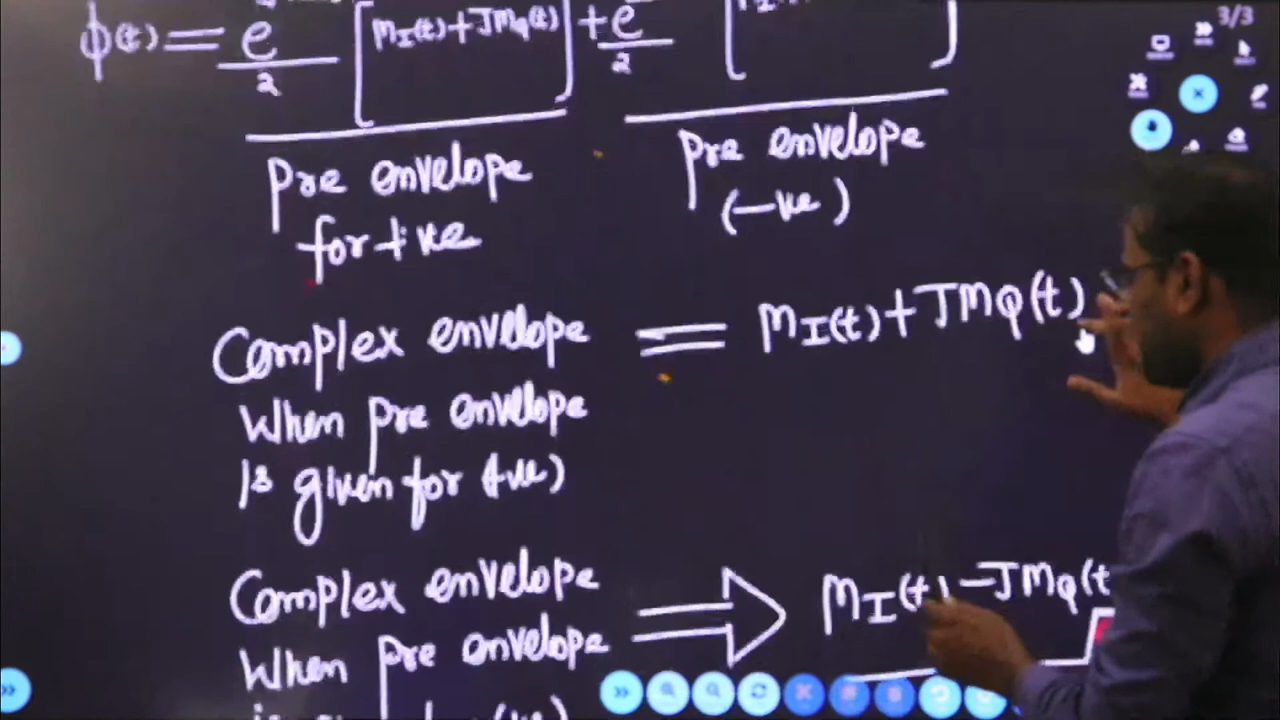 3/3
ϕ(t) = e/2 [mI(t)+JmQ(t)] + e/2 [
Pre envelope for +ve
Pre envelope (-ve)
Complex envelope = mI(t)+JmQ(t)
When pre envelope
is given for +ve)
Complex envelope ⇒ mI(t)-JmQ(t
When pre envelope